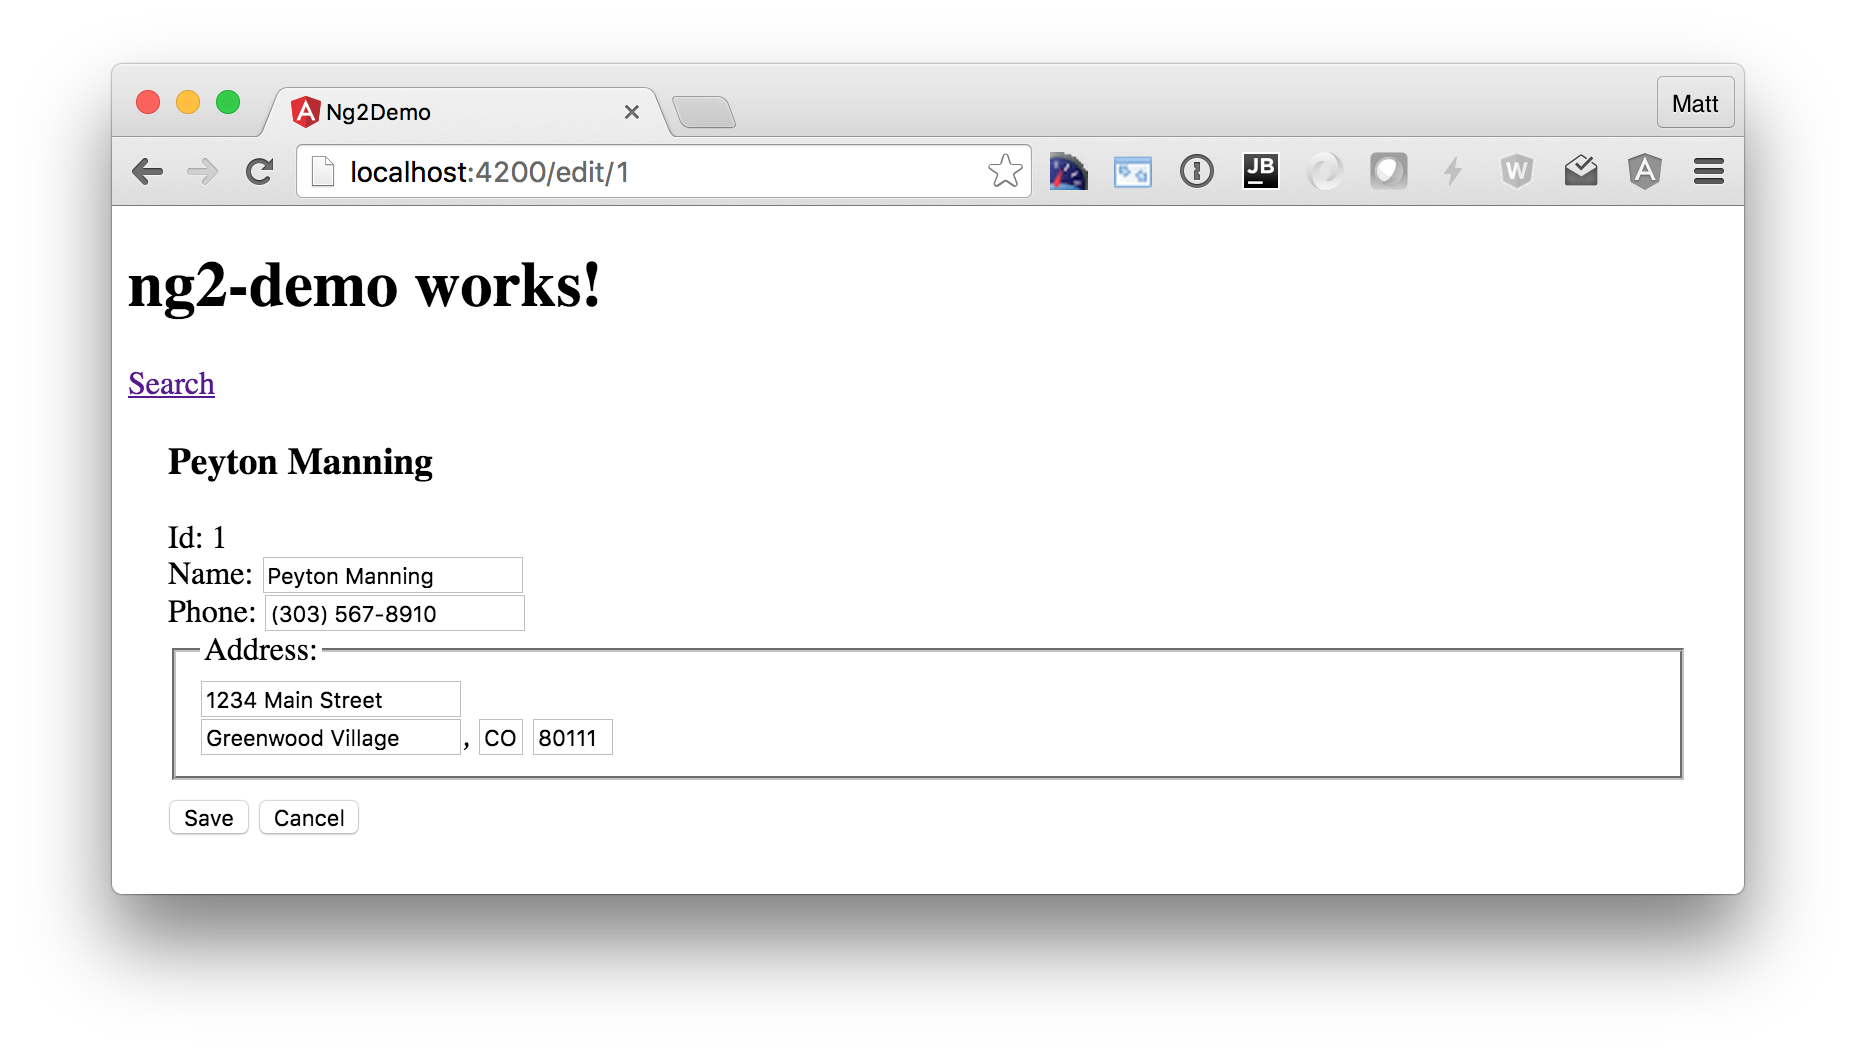 Ng2Demo
Matt
localhost:4200/edit/1
JB
W
A
ng2-demo works!
Search
Peyton Manning
Id: 1
Name: Peyton Manning
Phone: (303) 567-8910
Address:
1234 Main Street
Greenwood Village, CO 80111
Save Cancel